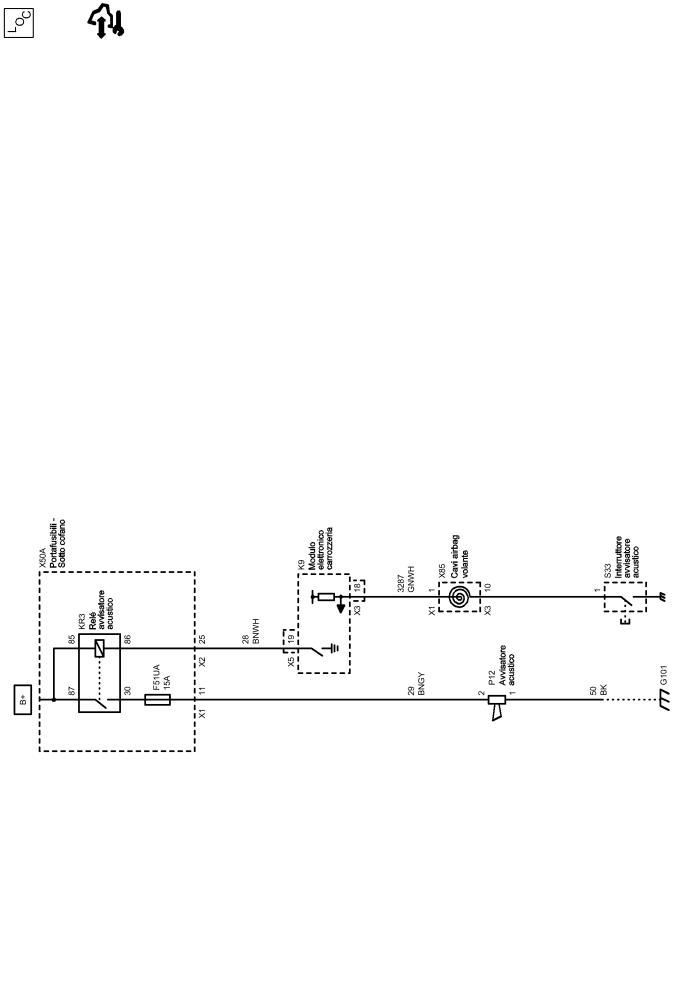 LOC
B+
X50A
Portafusibili -
Sotto cofano
KR3
Relé
avvisatore
acustico
85
86
87
30
F51UA
15A
25
X2
11
X1
28
BNWH
19
X5
K9
Modulo
elettronico
carrozzeria
18
X3
3287
GNWH
1
X1
X85
Cavi airbag
volante
10
X3
1
S33
Interruttore
avvisatore
acustico
29
BNGY
2
P12
Avvisatore
acustico
1
50
BK
G101